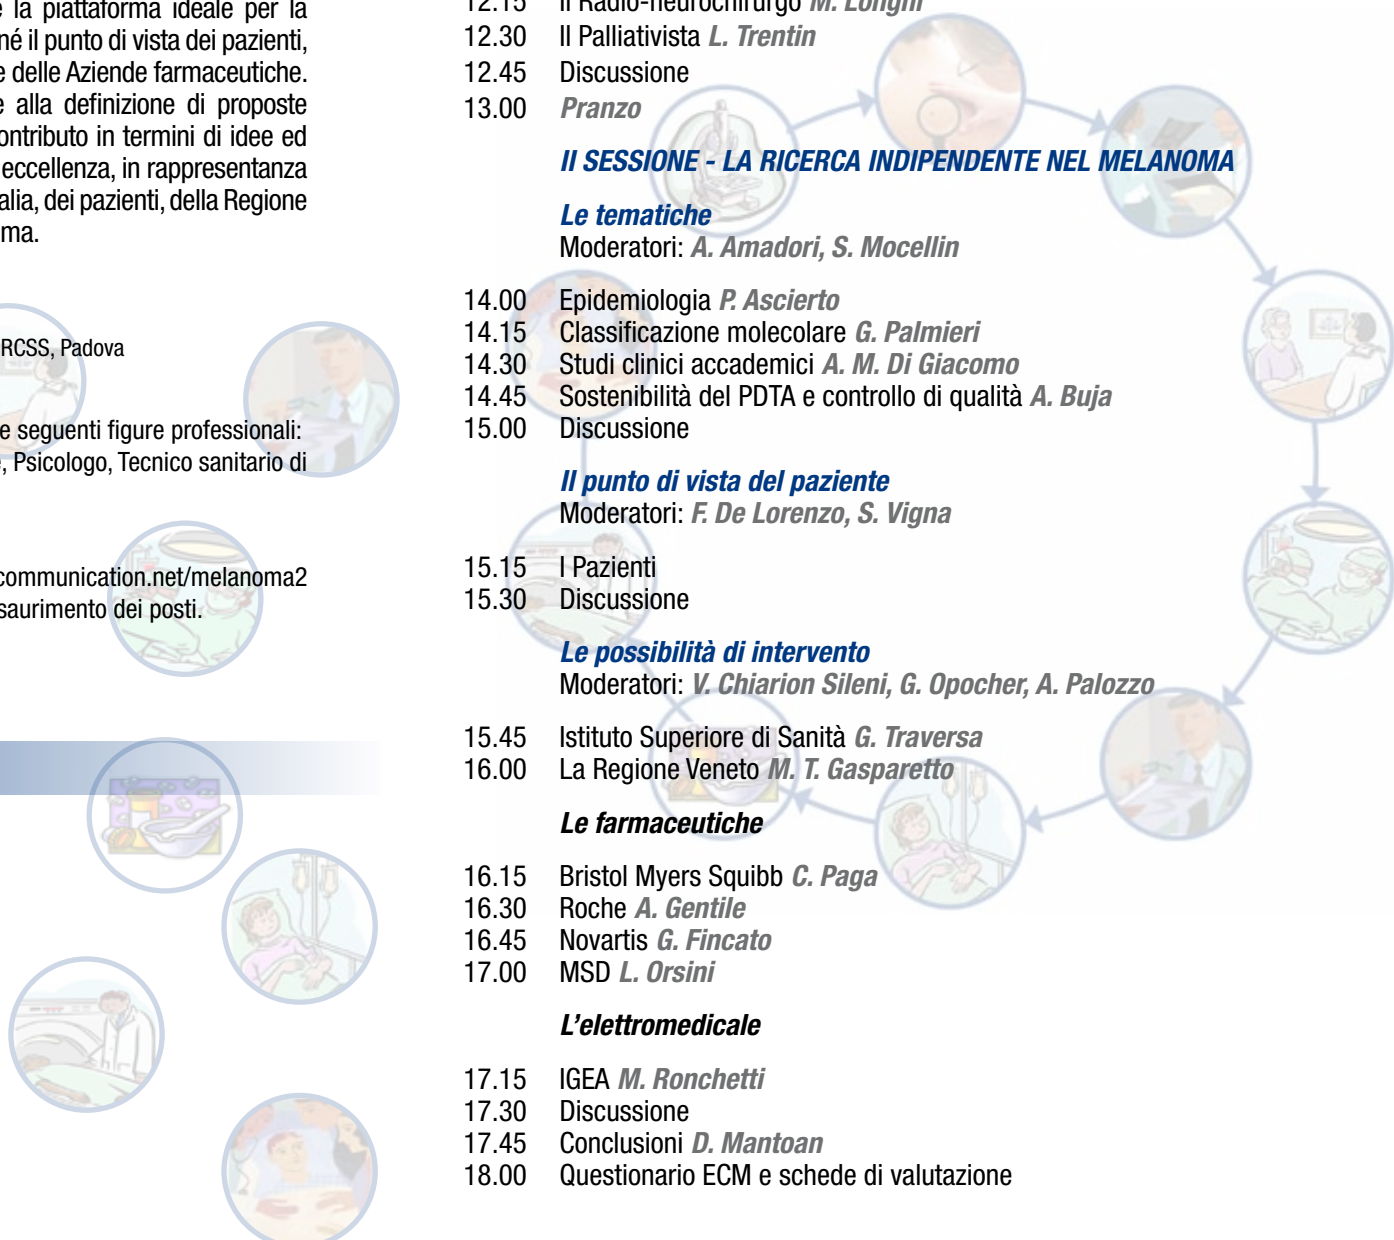 e la piattaforma ideale per la
né il punto di vista dei pazienti,
e delle Aziende farmaceutiche.
e alla definizione di proposte
ontributo in termini di idee ed
eccellenza, in rappresentanza
alia, dei pazienti, della Regione
ma.
RCSS, Padova
e seguenti figure professionali:
e, Psicologo, Tecnico sanitario di
communication.net/melanoma2
saurimento dei posti.
12.15 Il Radio-neurochirurgo M. Longhi
12.30 Il Palliativista L. Trentin
12.45 Discussione
13.00 Pranzo
II SESSIONE - LA RICERCA INDIPENDENTE NEL MELANOMA
Le tematiche
Moderatori: A. Amadori, S. Mocellin
14.00 Epidemiologia P. Ascierto
14.15 Classificazione molecolare G. Palmieri
14.30 Studi clinici accademici A. M. Di Giacomo
14.45 Sostenibilità del PDTA e controllo di qualità A. Buja
15.00 Discussione
Il punto di vista del paziente
Moderatori: F. De Lorenzo, S. Vigna
15.15 I Pazienti
15.30 Discussione
Le possibilità di intervento
Moderatori: V. Chiarion Sileni, G. Opocher, A. Palozzo
15.45 Istituto Superiore di Sanità G. Traversa
16.00 La Regione Veneto M. T. Gasparetto
Le farmaceutiche
16.15 Bristol Myers Squibb C. Paga
16.30 Roche A. Gentile
16.45 Novartis G. Fincato
17.00 MSD L. Orsini
L'elettromedicale
17.15 IGEA M. Ronchetti
17.30 Discussione
17.45 Conclusioni D. Mantoan
18.00 Questionario ECM e schede di valutazione